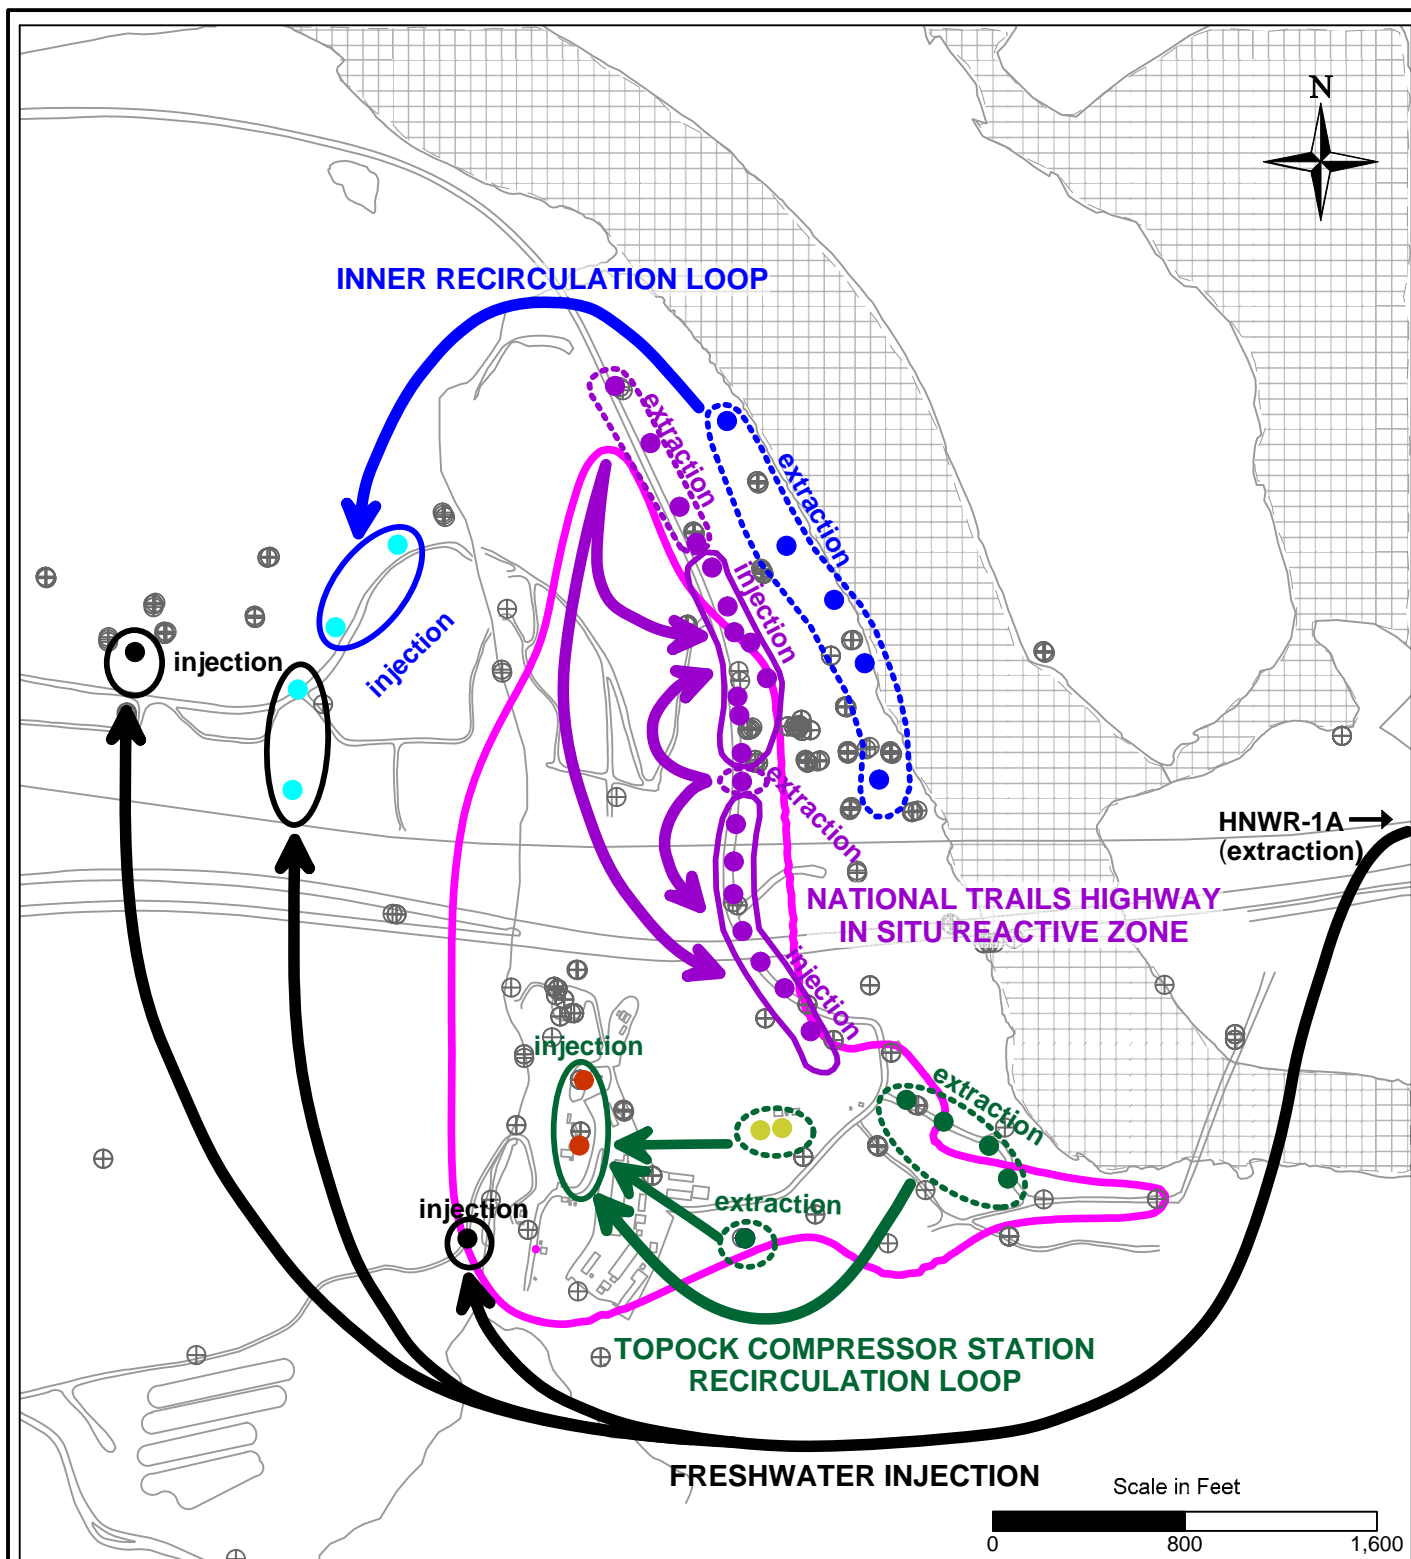 N
INNER RECIRCULATION LOOP
extraction
extraction
injection
injection
injection
extraction
HNWR-1A
(extraction)
NATIONAL TRAILS HIGHWAY
IN SITU REACTIVE ZONE
injection
injection
extraction
extraction
injection
TOPOCK COMPRESSOR STATION
RECIRCULATION LOOP
FRESHWATER INJECTION
Scale in Feet
0 800 1,600